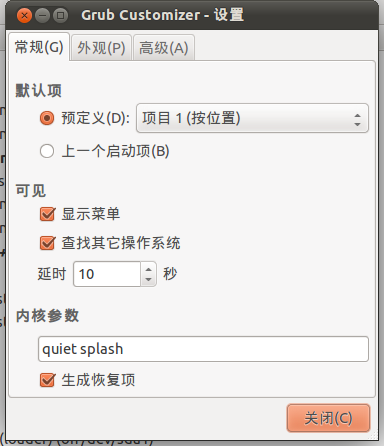 Grub Customizer - 设置
常规(G) 外观(P) 高级(A)
默认项
预定义(D): 项目 1 (按位置)
上一个启动项(B)
可见
显示菜单
查找其它操作系统
延时 10 秒
内核参数
quiet splash
生成恢复项
关闭(C)